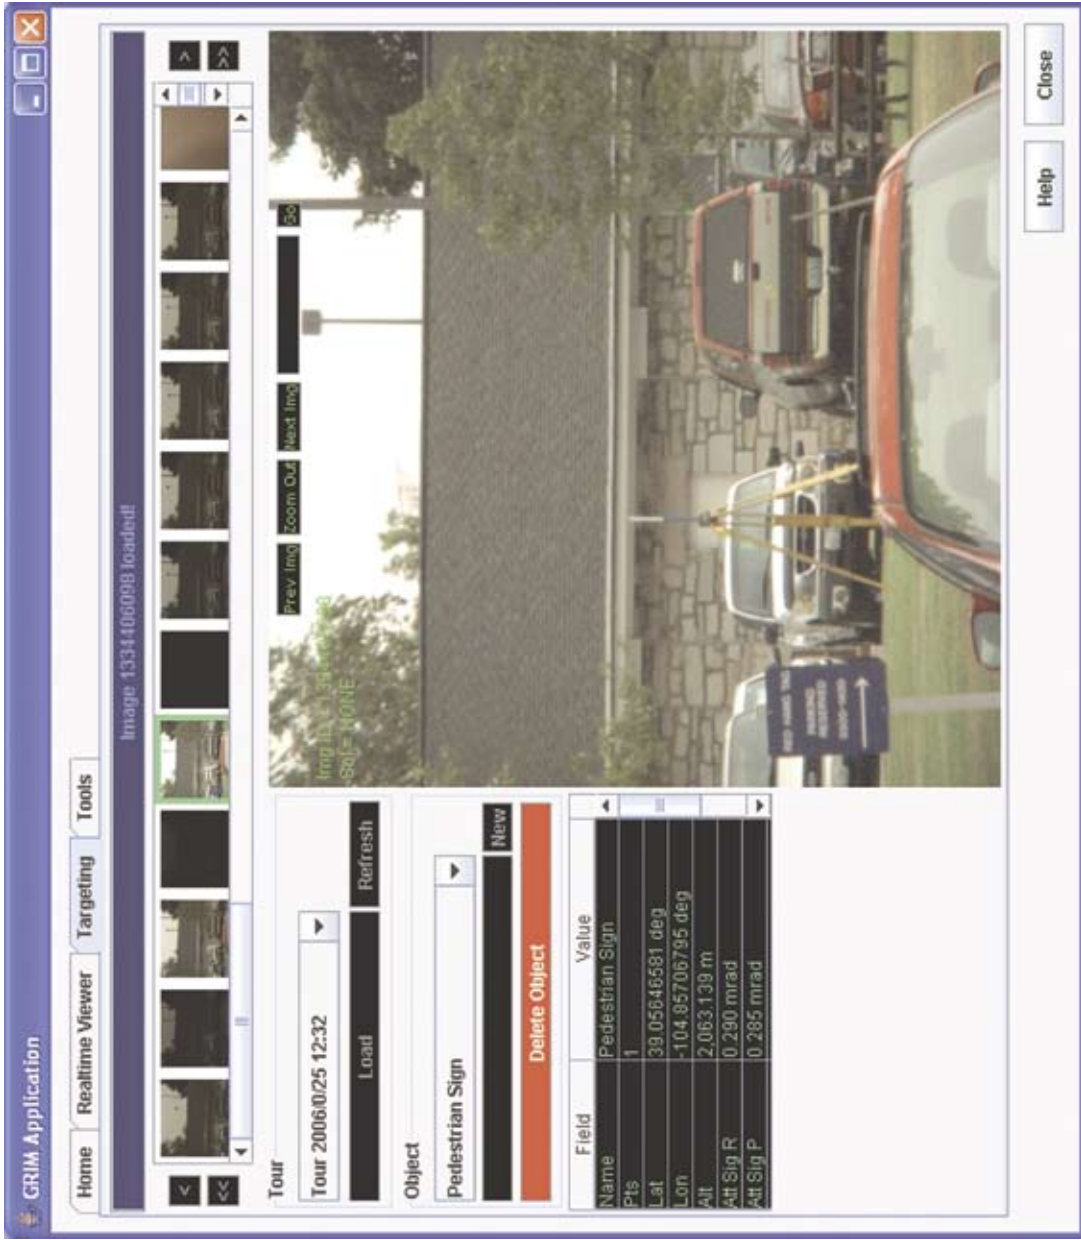 GRIM Application
Home
Realtime Viewer
Targeting
Tools
Image 1334406098 loaded!
<
<<
>
>>
Tour
Tour 2006/0/25 12:32
Load
Refresh
Object
Pedestrian Sign
New
Delete Object
Field
Value
Name
Pedestrian Sign
Pts
1
Lat
39.05646581 deg
Lon
-104.85706795 deg
Alt
2,063.139 m
Att Sig R
0.290 mrad
Att Sig P
0.285 mrad
Prev Img
Zoom Out
Next Img
Go
NONE
Help
Close